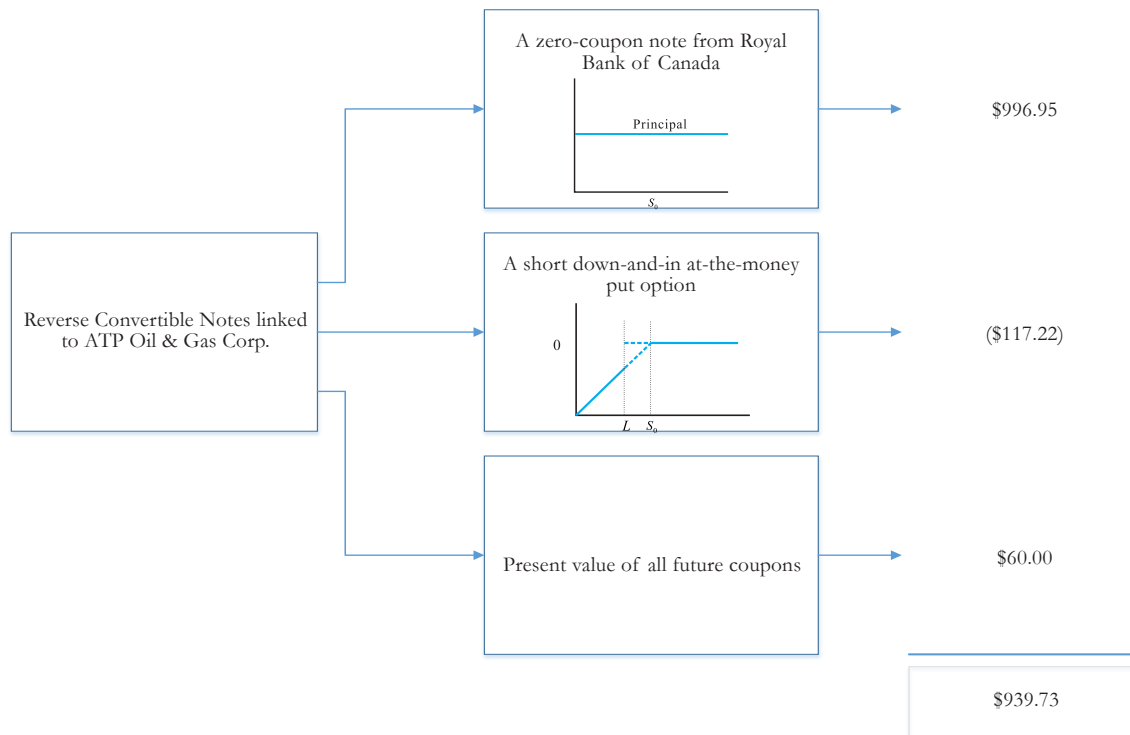 A zero-coupon note from Royal
Bank of Canada
Principal
S₀
$996.95
Reverse Convertible Notes linked
to ATP Oil & Gas Corp.
A short down-and-in at-the-money
put option
0
L S₀
($117.22)
Present value of all future coupons
$60.00
$939.73